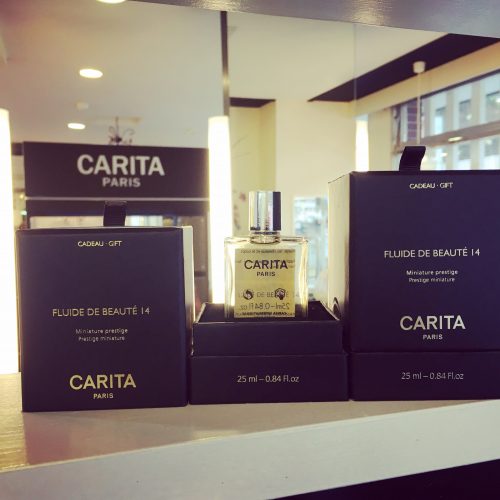 CARITA
PARIS
CADEAU · GIFT
FLUIDE DE BEAUTÉ 14
Miniature prestige
Prestige miniature
CARITA
PARIS
CARITA
PARIS
25 ml – 0.84 Fl.oz
CADEAU · GIFT
FLUIDE DE BEAUTÉ 14
Miniature prestige
Prestige miniature
CARITA
PARIS
25 ml – 0.84 Fl.oz